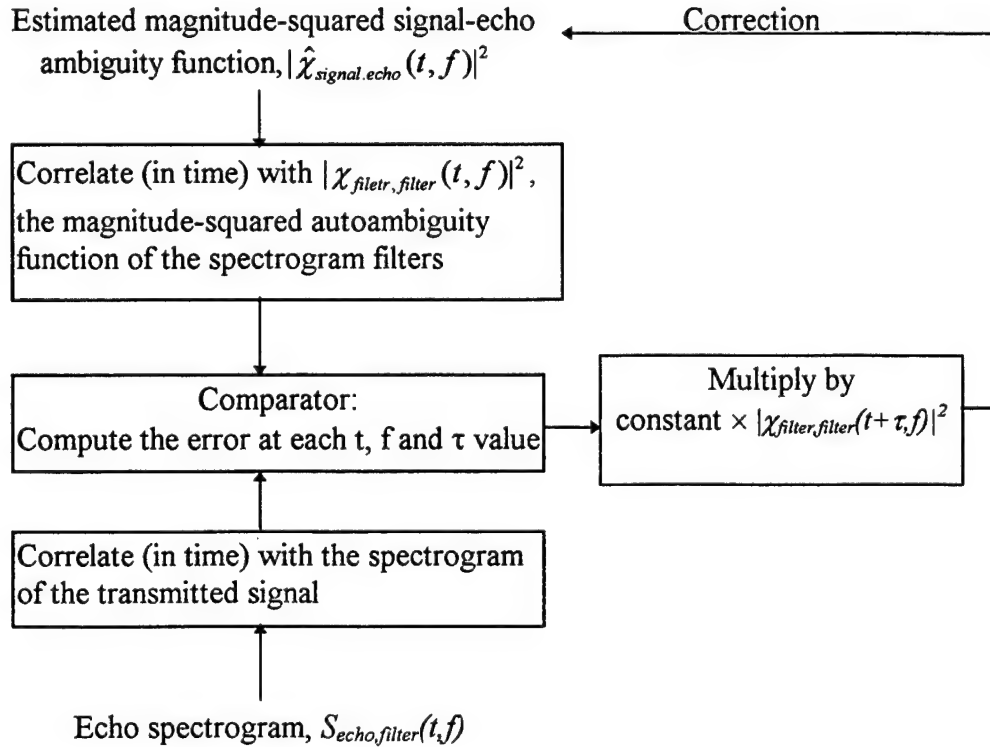 Estimated magnitude-squared signal-echo
Correction
ambiguity function, |χ̂signal.echo(t, f)|²
Correlate (in time) with |χfiletr,filter(t, f)|²,
the magnitude-squared autoambiguity
function of the spectrogram filters
Comparator:
Compute the error at each t, f and τ value
Multiply by
constant × |χfilter,filter(t+τ,f)|²
Correlate (in time) with the spectrogram
of the transmitted signal
Echo spectrogram, Secho,filter(t,f)